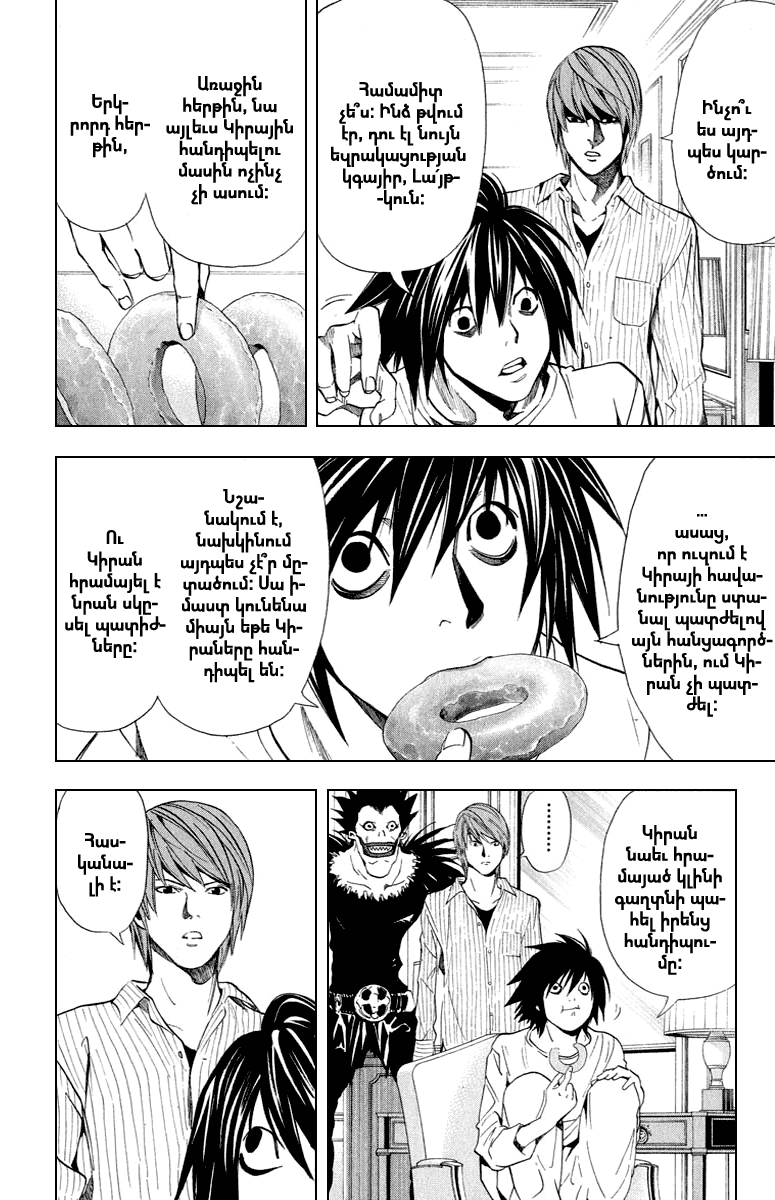 Ինչո՞ւ
ես այդ-
պես կար-
ծում:
Համամիտ
չե՞ս: Ինձ թվում
էր, դու էլ նույն
եզրակացության
կգայիր, Լա՛յթ-
-կուն:
Առաջին
հերթին, նա
այլեւս Կիրային
հանդիպելու
մասին ոչինչ
չի ասում:
Երկ-
րորդ հեր-
թին,
...
ասաց,
որ ուզում է
Կիրայի հավա-
նությունը ստա-
նալ պատժելով
այն հանցագործ-
ներին, ում Կի-
րան չի պատ-
ժել:
Նշա-
նակում է,
նախկինում
այդպես չէ՞ր մը-
տածում: Սա ի-
մաստ կունենա
միայն եթե Կի-
րաները հան-
դիպել են:
Ու
Կիրան
հրամայել է
նրան սկը-
սել պատիժ-
ները:
Կիրան
նաեւ հրա-
մայած կլինի
գաղտնի պա-
հել իրենց
հանդիպու-
մը:
Հաս-
կանա-
լի է: